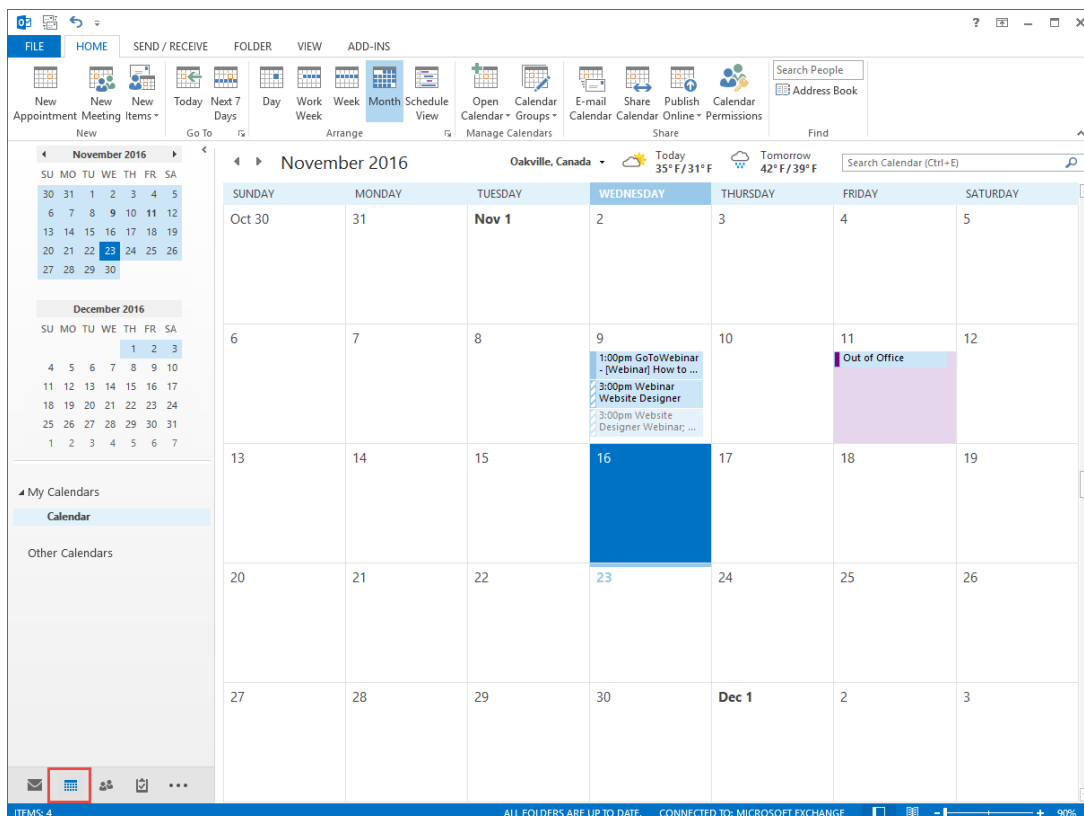 FILE HOME SEND / RECEIVE FOLDER VIEW ADD-INS
New Appointment
New Meeting
New Items
New
Today
Next 7 Days
Go To
Day
Work Week
Week
Month
Schedule View
Arrange
Open Calendar
Calendar Groups
Manage Calendars
E-mail Calendar
Share Calendar
Publish Online
Calendar Permissions
Share
Search People
Address Book
Find
November 2016
SU MO TU WE TH FR SA
30 31 1 2 3 4 5
6 7 8 9 10 11 12
13 14 15 16 17 18 19
20 21 22 23 24 25 26
27 28 29 30
December 2016
SU MO TU WE TH FR SA
1 2 3
4 5 6 7 8 9 10
11 12 13 14 15 16 17
18 19 20 21 22 23 24
25 26 27 28 29 30 31
1 2 3 4 5 6 7
My Calendars
Calendar
Other Calendars
November 2016
Oakville, Canada
Today
35°F/31°F
Tomorrow
42°F/39°F
Search Calendar (Ctrl+E)
SUNDAY MONDAY TUESDAY WEDNESDAY THURSDAY FRIDAY SATURDAY
Oct 30 31 Nov 1 2 3 4 5
6 7 8 9 10 11 12
1:00pm GoToWebinar
- [Webinar] How to ...
3:00pm Webinar
Website Designer
3:00pm Website
Designer Webinar; ...
Out of Office
13 14 15 16 17 18 19
20 21 22 23 24 25 26
27 28 29 30 Dec 1 2 3
ITEMS: 4
ALL FOLDERS ARE UP TO DATE. CONNECTED TO: MICROSOFT EXCHANGE
90%